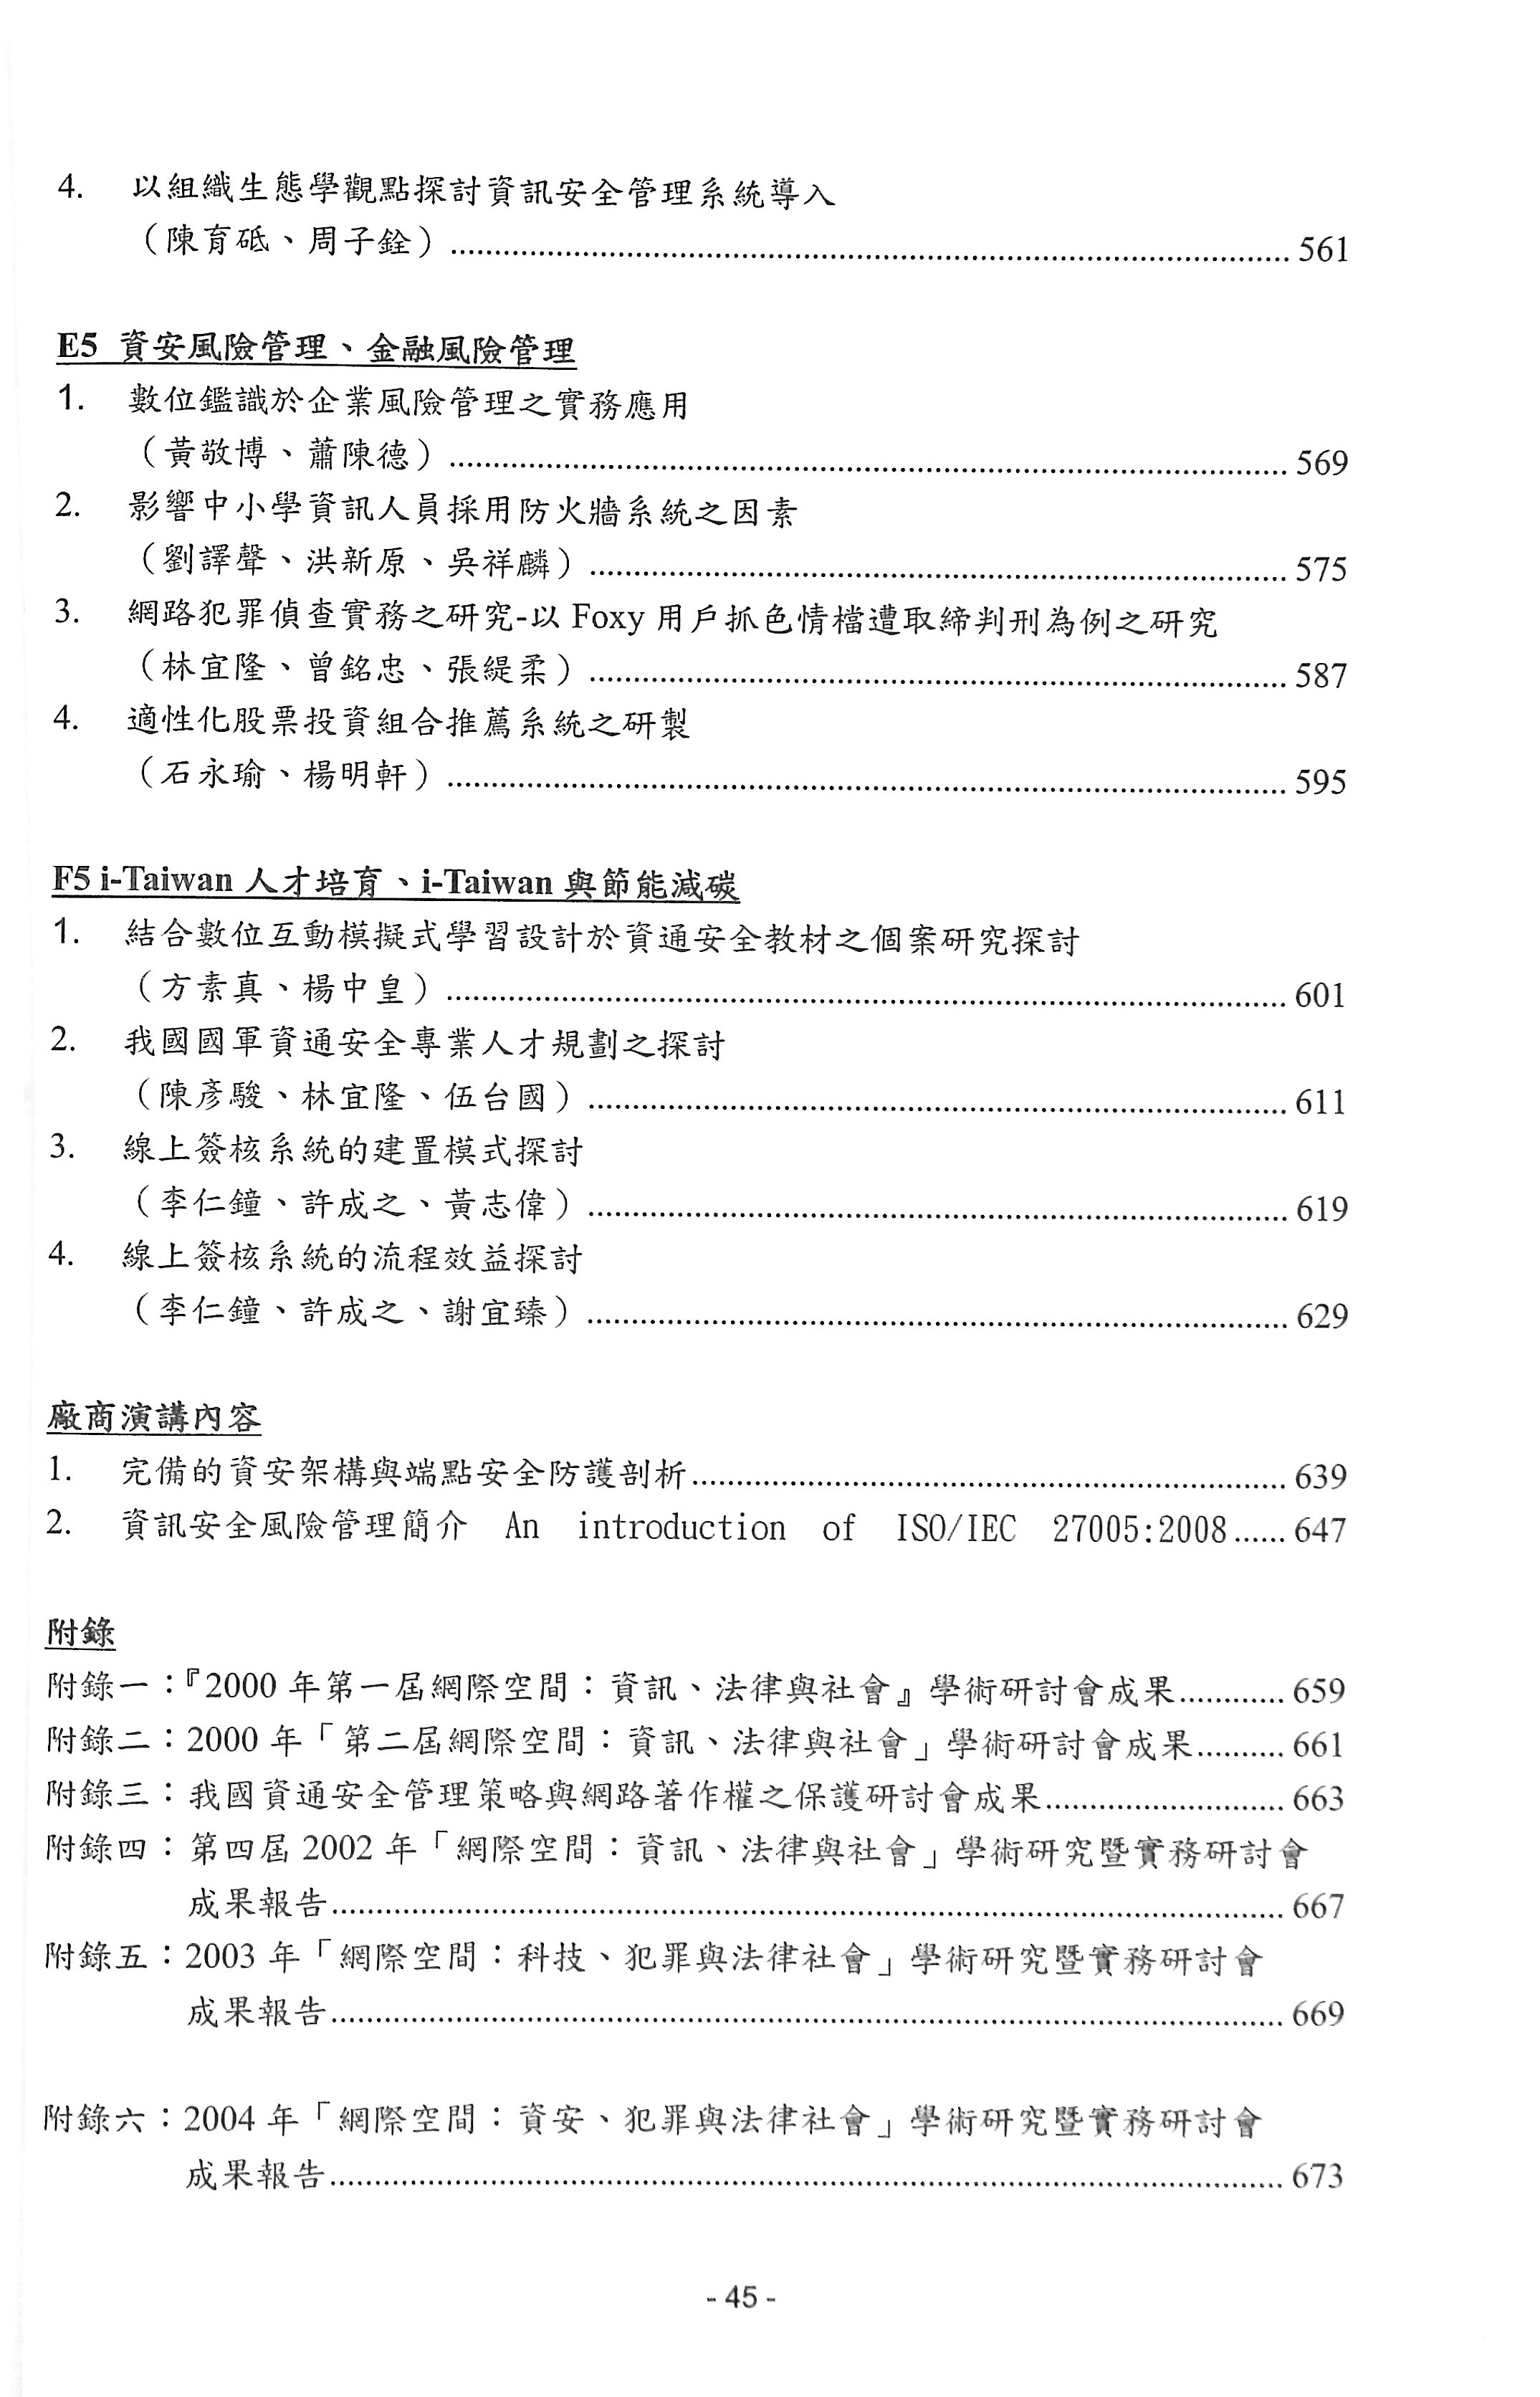 4. 以組織生態學觀點探討資訊安全管理系統導入
（陳育砥、周子銓）........................................ 561
E5 資安風險管理、金融風險管理
1. 數位鑑識於企業風險管理之實務應用
（黃敬博、蕭陳德）........................................ 569
2. 影響中小學資訊人員採用防火牆系統之因素
（劉譯聲、洪新原、吳祥麟）........................................ 575
3. 網路犯罪偵查實務之研究-以 Foxy 用戶抓色情檔遭取締判刑為例之研究
（林宜隆、曾銘忠、張緹柔）........................................ 587
4. 適性化股票投資組合推薦系統之研製
（石永瑜、楊明軒）........................................ 595
F5 i-Taiwan 人才培育、i-Taiwan 與節能減碳
1. 結合數位互動模擬式學習設計於資通安全教材之個案研究探討
（方素真、楊中皇）........................................ 601
2. 我國國軍資通安全專業人才規劃之探討
（陳彥駿、林宜隆、伍台國）........................................ 611
3. 線上簽核系統的建置模式探討
（李仁鐘、許成之、黃志偉）........................................ 619
4. 線上簽核系統的流程效益探討
（李仁鐘、許成之、謝宜臻）........................................ 629
廠商演講內容
1. 完備的資安架構與端點安全防護剖析........................................ 639
2. 資訊安全風險管理簡介 An introduction of ISO/IEC 27005:2008...... 647
附錄
附錄一：『2000 年第一屆網際空間：資訊、法律與社會』學術研討會成果............ 659
附錄二：2000 年「第二屆網際空間：資訊、法律與社會」學術研討會成果.......... 661
附錄三：我國資通安全管理策略與網路著作權之保護研討會成果........................... 663
附錄四：第四屆 2002 年「網際空間：資訊、法律與社會」學術研究暨實務研討會
成果報告........................................ 667
附錄五：2003 年「網際空間：科技、犯罪與法律社會」學術研究暨實務研討會
成果報告........................................ 669
附錄六：2004 年「網際空間：資安、犯罪與法律社會」學術研究暨實務研討會
成果報告........................................ 673
- 45 -